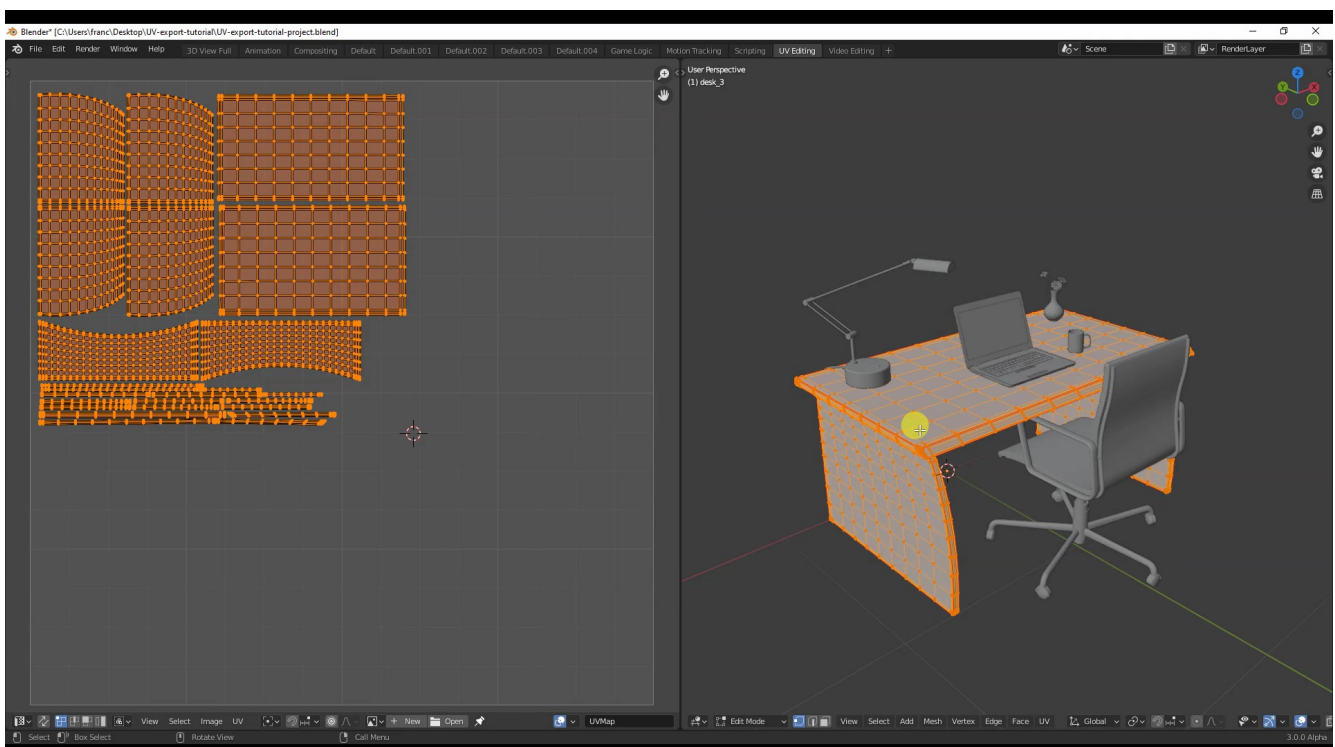 Blender* [C:\Users\franc\Desktop\UV-export-tutorial\UV-export-tutorial-project.blend]
File Edit Render Window Help 3D View Full Animation Compositing Default Default.001 Default.002 Default.003 Default.004 Game Logic Motion Tracking Scripting UV Editing Video Editing + Scene RenderLayer
User Perspective
(1) desk_3
Z
Y
X
View Select Image UV + New Open UVMap Edit Mode View Select Add Mesh Vertex Edge Face UV Global
Select Box Select Rotate View Call Menu 3.0.0 Alpha